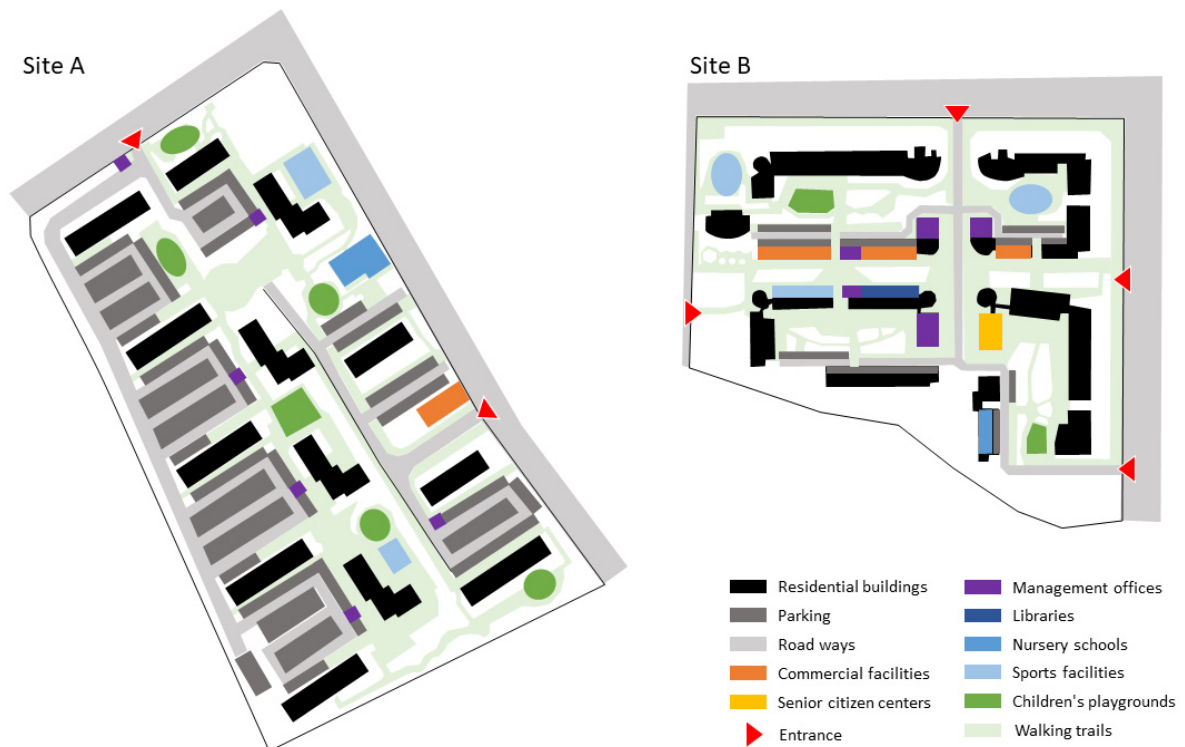 Site A
Site B
Residential buildings
Parking
Road ways
Commercial facilities
Senior citizen centers
Entrance
Management offices
Libraries
Nursery schools
Sports facilities
Children's playgrounds
Walking trails